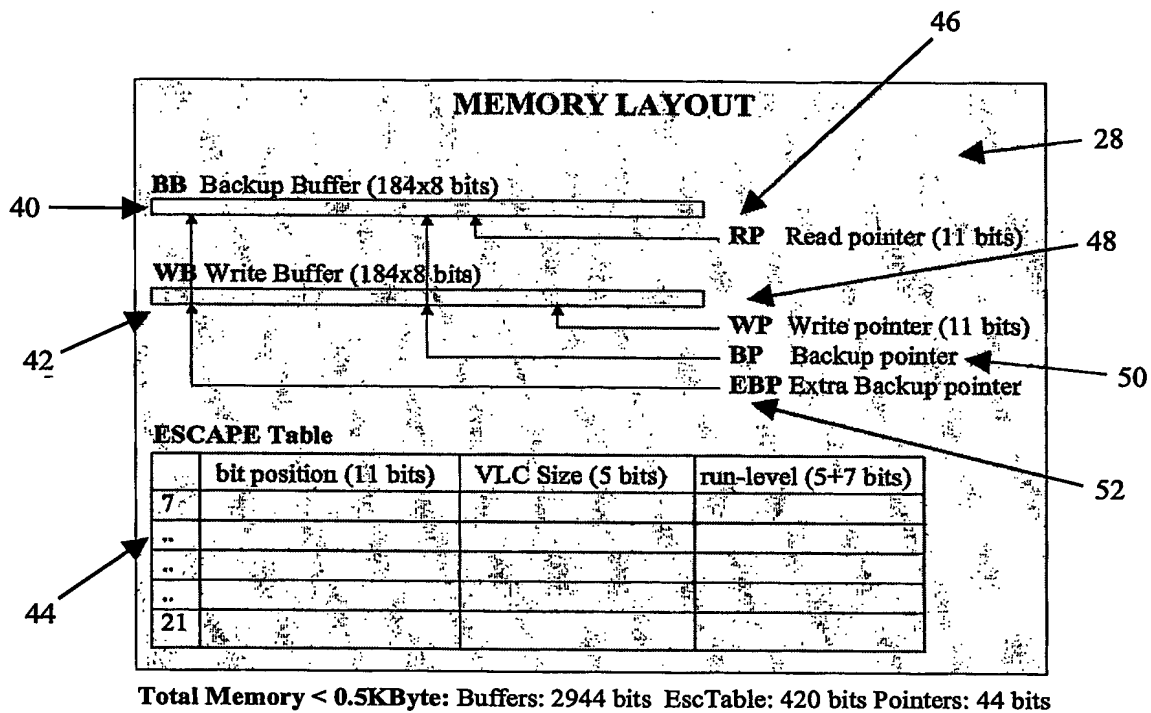 46
MEMORY LAYOUT
28
BB Backup Buffer (184x8 bits)
40
RP Read pointer (11 bits)
48
WB Write Buffer (184x8 bits)
WP Write pointer (11 bits)
42
BP Backup pointer
50
EBP Extra Backup pointer
ESCAPE Table
bit position (11 bits) VLC Size (5 bits) run-level (5+7 bits)
52
7
..
..
..
44
21
Total Memory < 0.5KByte: Buffers: 2944 bits EscTable: 420 bits Pointers: 44 bits